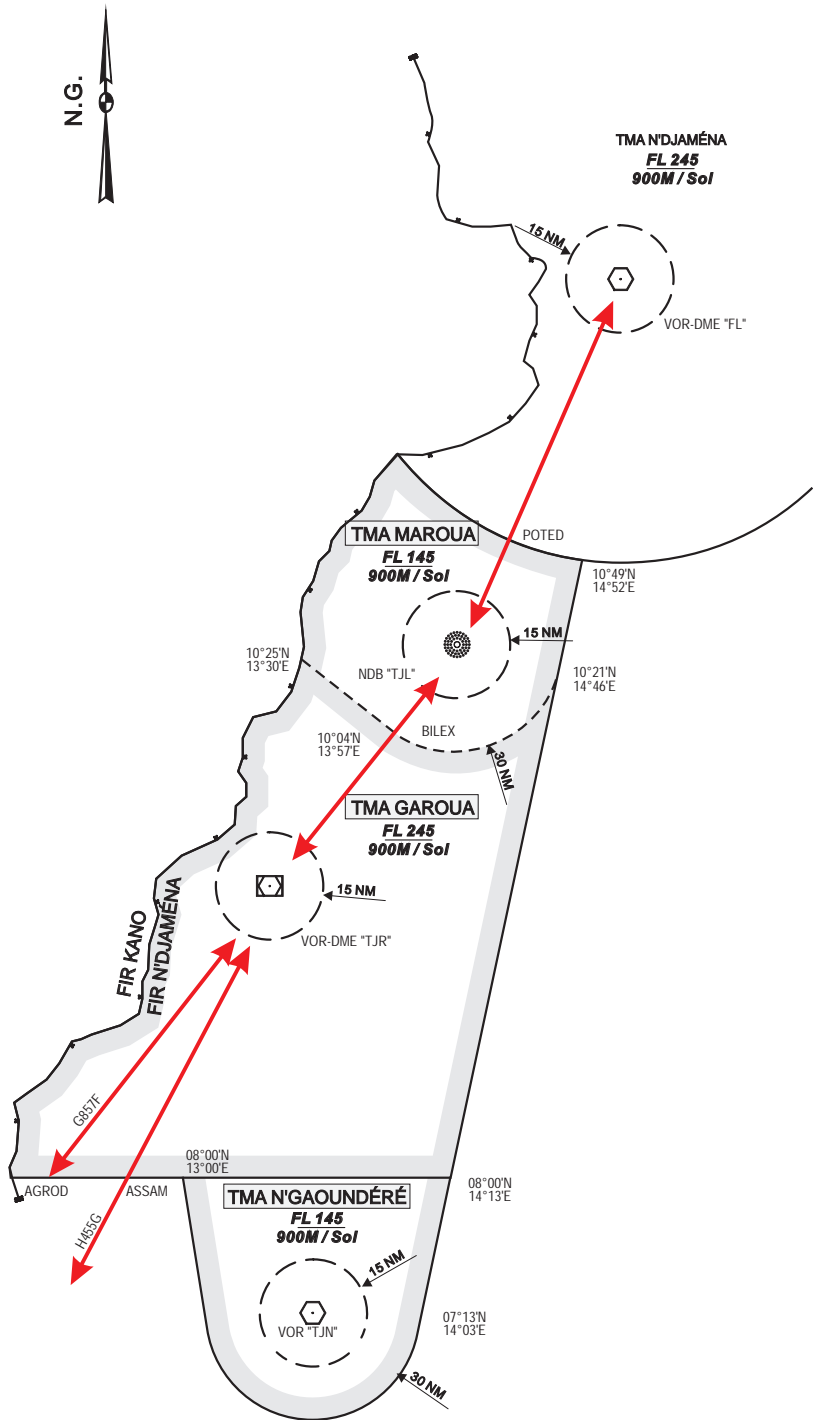 N.G.
TMA N'DJAMÉNA
FL 245
900M / Sol
15 NM
VOR-DME "FL"
TMA MAROUA
FL 145
900M / Sol
POTED
10°49'N
14°52'E
15 NM
10°25'N
13°30'E
NDB "TJL"
10°21'N
14°46'E
10°04'N
13°57'E
BILEX
30 NM
TMA GAROUA
FL 245
900M / Sol
15 NM
VOR-DME "TJR"
FIR KANO
FIR N'DJAMÉNA
G857F
08°00'N
13°00'E
AGROD
ASSAM
08°00'N
14°13'E
H455G
TMA N'GAOUNDÉRÉ
FL 145
900M / Sol
15 NM
VOR "TJN"
07°13'N
14°03'E
30 NM